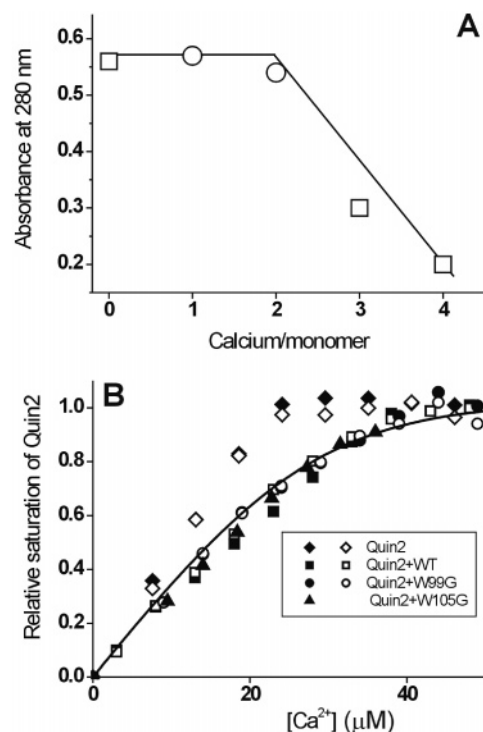 A
0.6
0.5
0.4
0.3
0.2
Absorbance at 280 nm
0 1 2 3 4
Calcium/monomer
B
1.0
0.8
0.6
0.4
0.2
0.0
Relative saturation of Quin2
Quin2
Quin2+WT
Quin2+W99G
Quin2+W105G
0 20 40
[Ca²⁺] (μM)